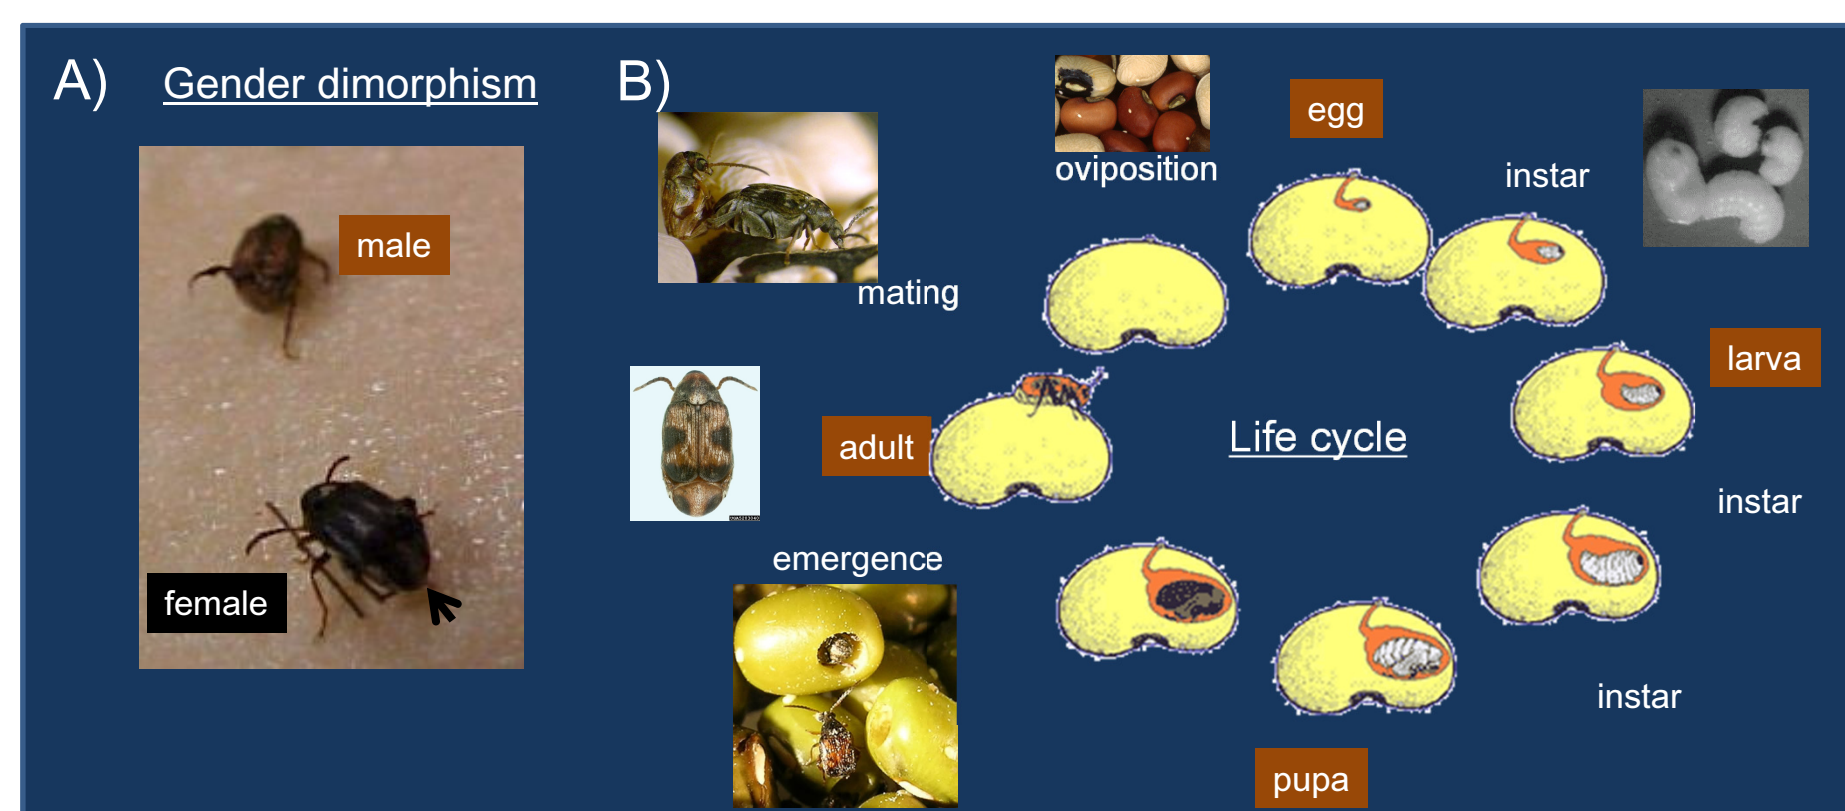 A)
Gender dimorphism
male
female
B)
mating
oviposition
egg
instar
larva
instar
instar
pupa
emergence
adult
Life cycle